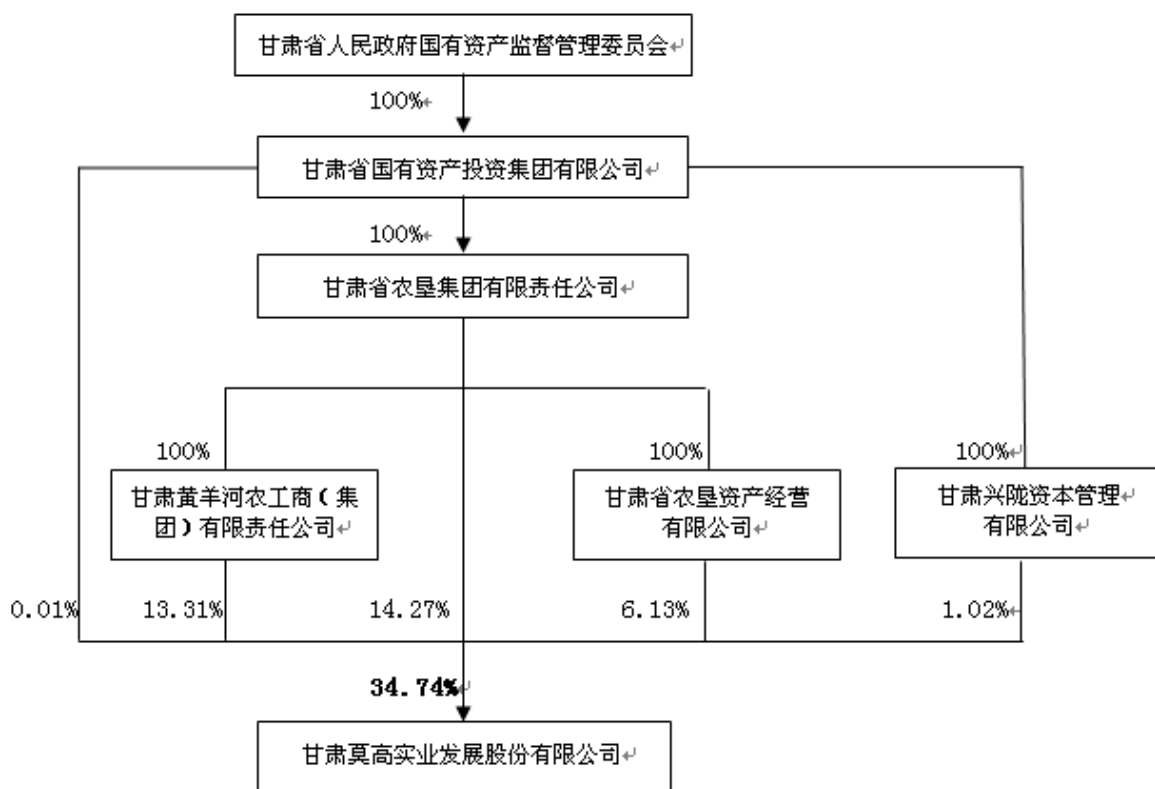 甘肃省人民政府国有资产监督管理委员会
100%
甘肃省国有资产投资集团有限公司
100%
甘肃省农垦集团有限责任公司
100%
100%
100%
甘肃黄羊河农工商(集
团)有限责任公司
甘肃省农垦资产经营
有限公司
甘肃兴陇资本管理
有限公司
0.01%
13.31%
14.27%
6.13%
1.02%
34.74%
甘肃莫高实业发展股份有限公司